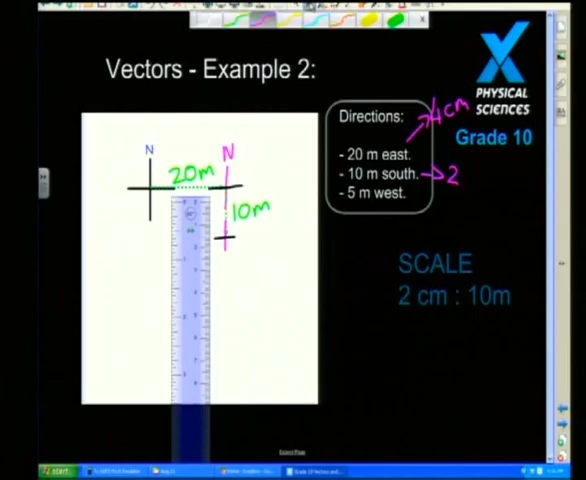 Vectors - Example 2:
X
PHYSICAL
SCIENCES
Grade 10
Directions:
4cm
- 20 m east.
- 10 m south.
2
- 5 m west.
N
N
20m
10m
SCALE
2 cm : 10m
start